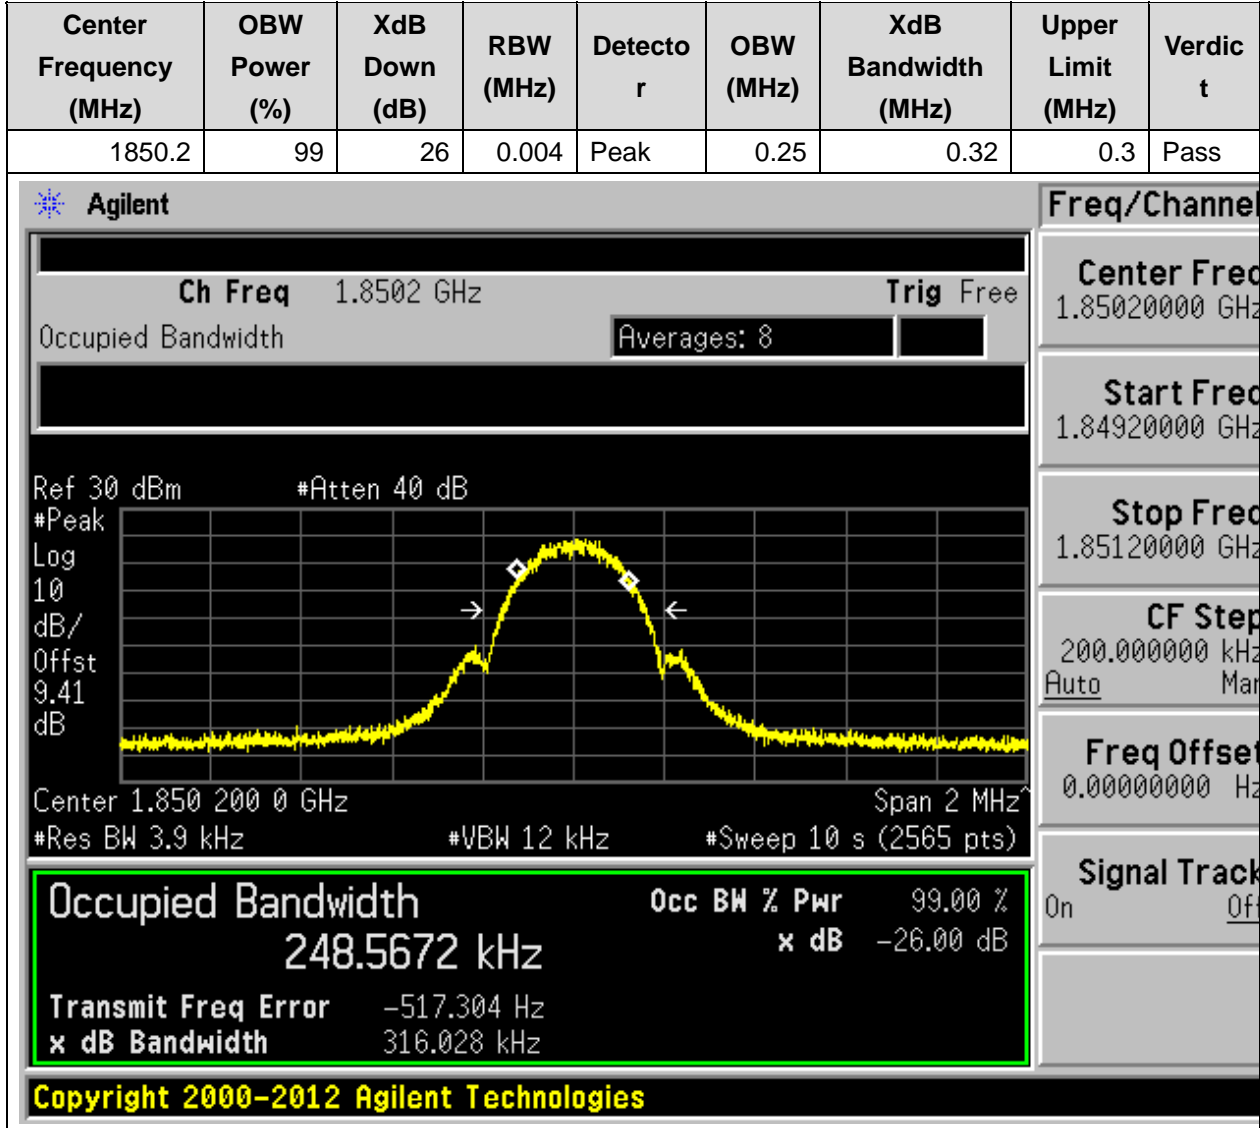 Center Frequency (MHz) OBW Power (%) XdB Down (dB) RBW (MHz) Detecto r OBW (MHz) XdB Bandwidth (MHz) Upper Limit (MHz) Verdic t
1850.2 99 26 0.004 Peak 0.25 0.32 0.3 Pass
Agilent
Freq/Channel
Ch Freq 1.8502 GHz Trig Free
Occupied Bandwidth Averages: 8
Center Freq
1.85020000 GHz
Start Freq
1.84920000 GHz
Stop Freq
1.85120000 GHz
CF Step
200.000000 kHz
Auto Man
Freq Offset
0.00000000 Hz
Signal Track
On Off
Ref 30 dBm #Atten 40 dB
#Peak
Log
10
dB/
Offst
9.41
dB
Center 1.850 200 0 GHz Span 2 MHz^
#Res BW 3.9 kHz #VBW 12 kHz #Sweep 10 s (2565 pts)
Occupied Bandwidth Occ BW % Pwr 99.00 %
248.5672 kHz x dB -26.00 dB
Transmit Freq Error -517.304 Hz
x dB Bandwidth 316.028 kHz
Copyright 2000-2012 Agilent Technologies